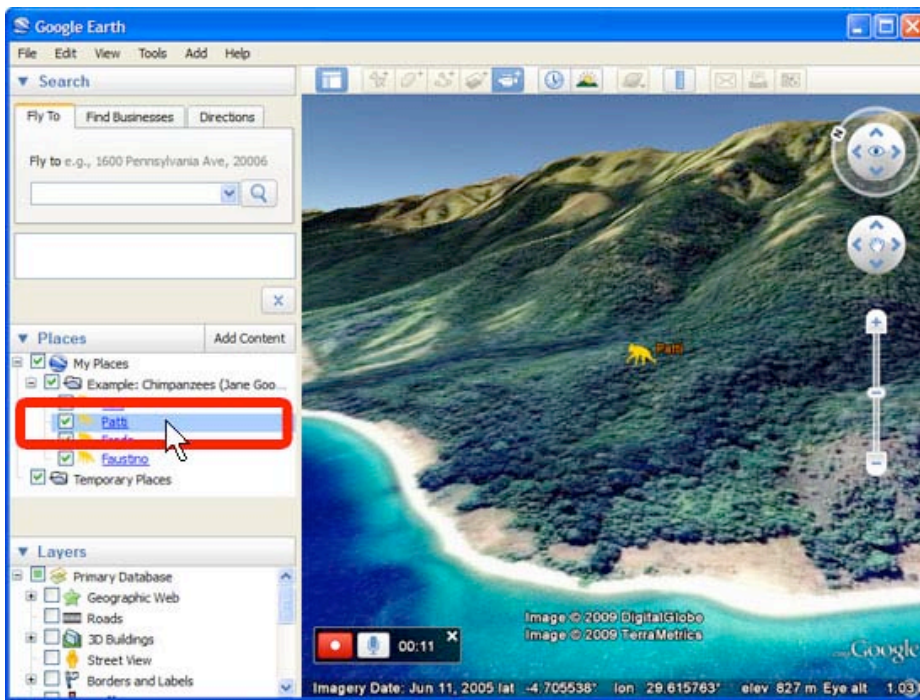 Google Earth
File Edit View Tools Add Help
Search
Fly To Find Businesses Directions
Fly to e.g., 1600 Pennsylvania Ave, 20006
Places Add Content
My Places
Example: Chimpanzees (Jane Goo...
Patti
Faustino
Temporary Places
Layers
Primary Database
Geographic Web
Roads
3D Buildings
Street View
Borders and Labels
Patti
N
Image © 2009 DigitalGlobe
Image © 2009 TerraMetrics
00:11
Google
Imagery Date: Jun 11, 2005 lat -4.705538° lon 29.615763° elev 827 m Eye alt 1.03